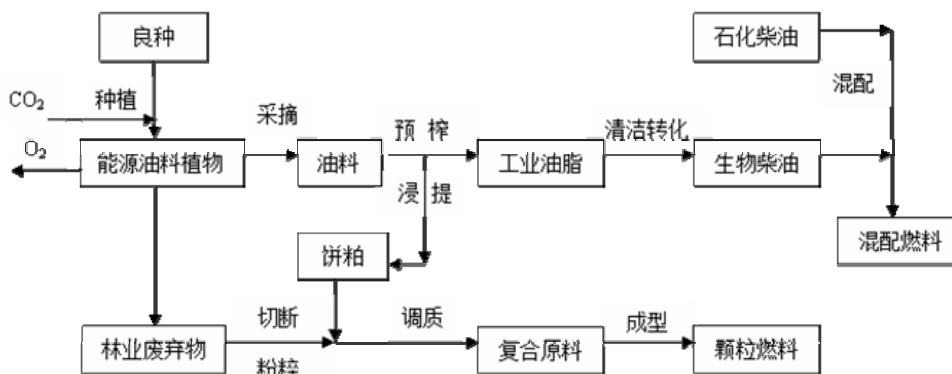 良种
石化柴油
CO₂
种植
混配
采摘
预 榨
清洁转化
O₂
能源油料植物
油料
工业油脂
生物柴油
浸 提
饼粕
混配燃料
切断
调质
成型
林业废弃物
复合原料
颗粒燃料
粉碎